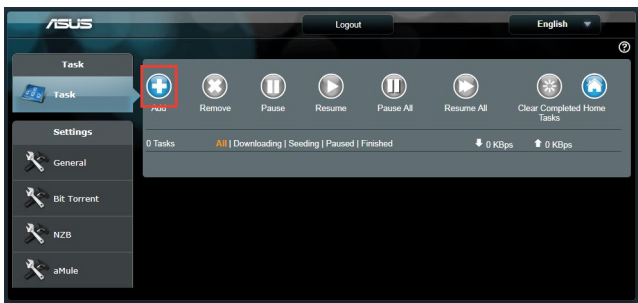 ASUS
Logout
English
?
Task
Task
Add
Remove
Pause
Resume
Pause All
Resume All
Clear Completed
Tasks
Home
0 Tasks
All | Downloading | Seeding | Paused | Finished
0 KBps
0 KBps
Settings
General
Bit Torrent
NZB
aMule